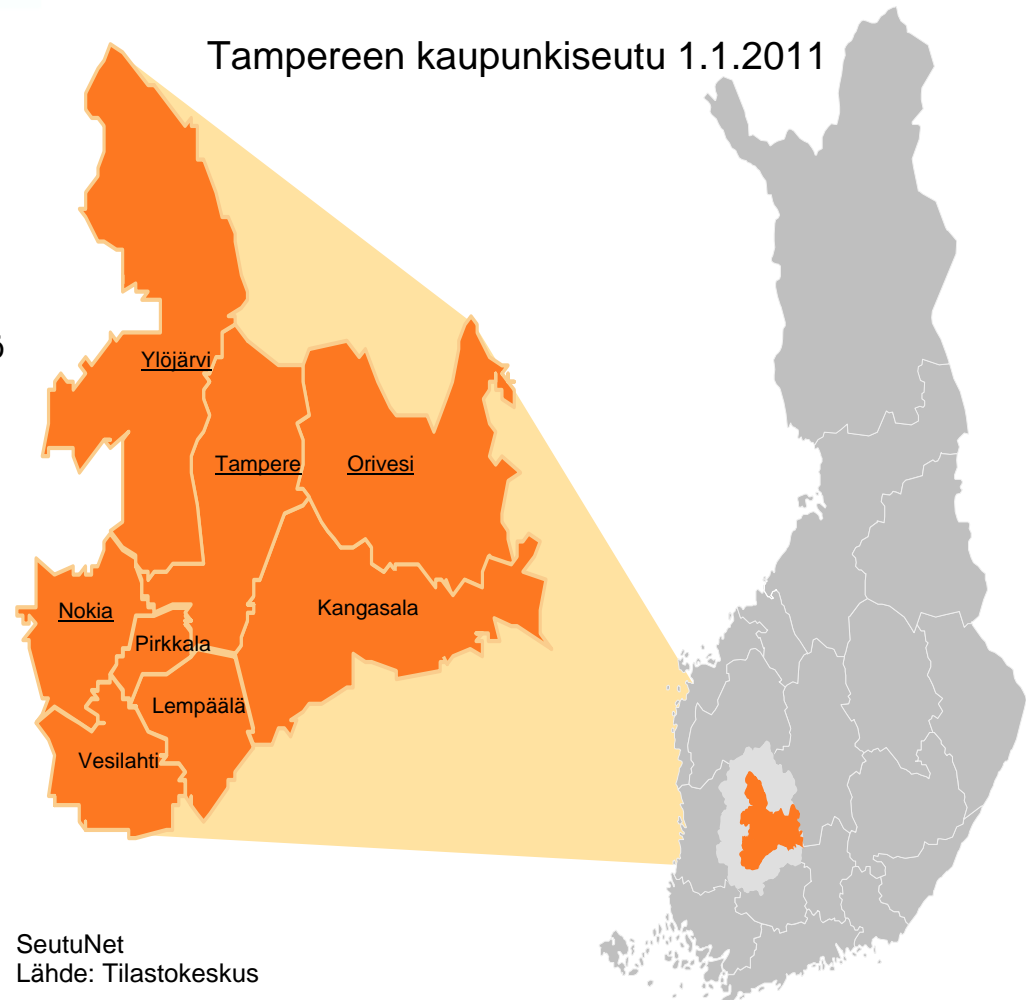 Tampereen kaupunkiseutu 1.1.2011
Ylöjärvi
Tampere
Orivesi
Nokia
Kangasala
Pirkkala
Lempäälä
Vesilahti
SeutuNet
Lähde: Tilastokeskus